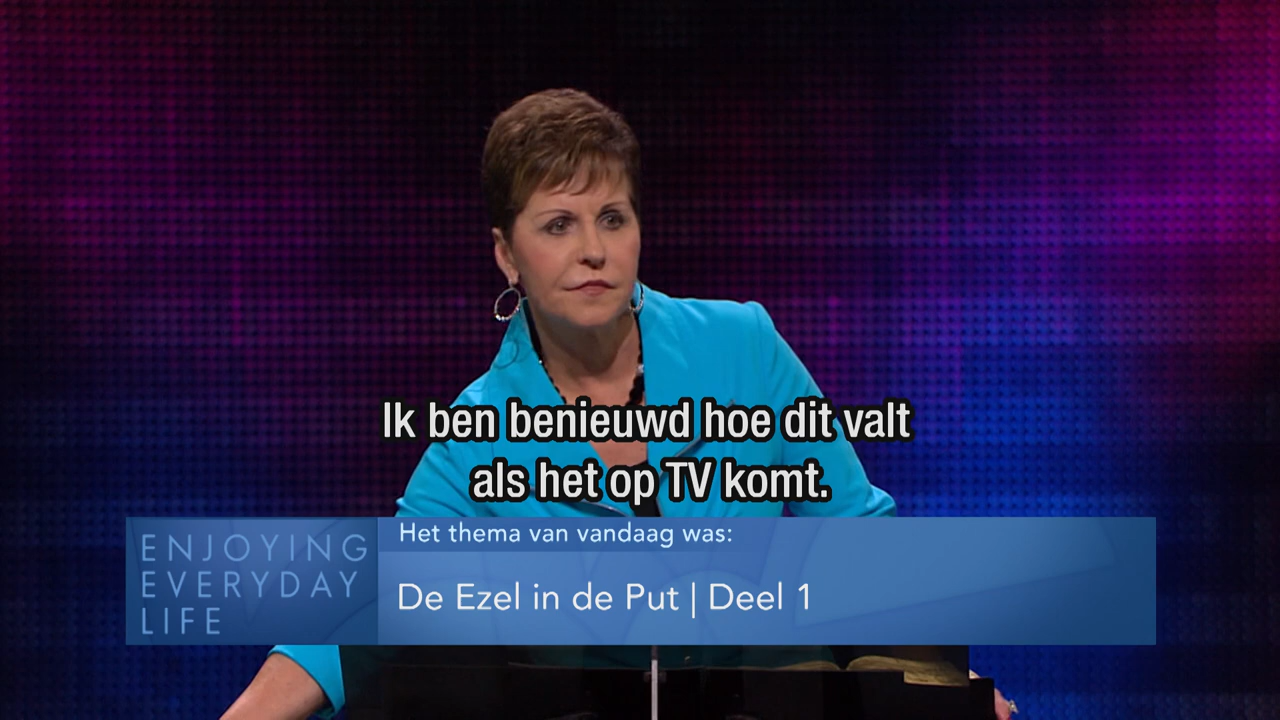 Ik ben benieuwd hoe dit valt
als het op TV komt.
Het thema van vandaag was:
ENJOYING
EVERYDAY
LIFE
De Ezel in de Put | Deel 1